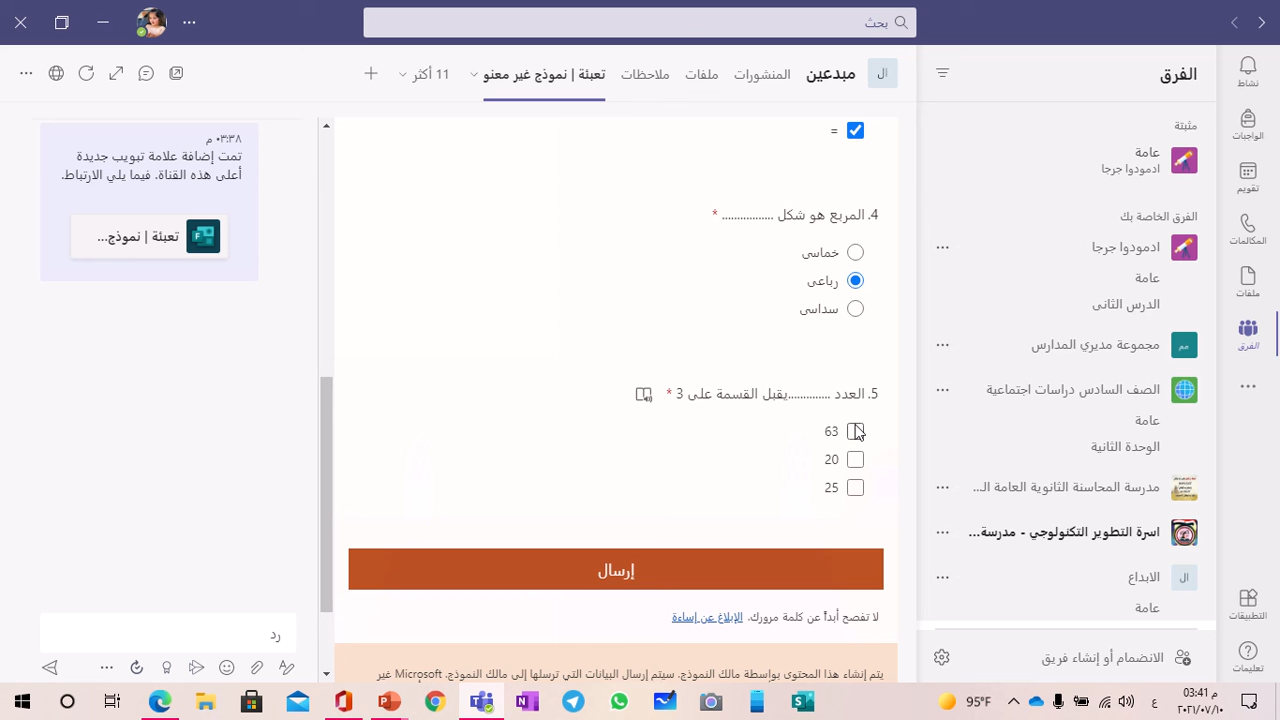 بحث
الفرق
نشاط
الواجبات
تقويم
المكالمات
ملفات
الفرق
التطبيقات
تعليمات
مثبتة
عامة
ادمودوا جرجا
الفرق الخاصة بك
ادمودوا جرجا
عامة
الدرس الثانى
مجموعة مديري المدارس
مم
الصف السادس دراسات اجتماعية
عامة
الوحدة الثانية
مدرسة المحاسنة الثانوية العامة الـ...
اسرة التطوير التكنولوجي - مدرسة...
الابداع
ال
عامة
الانضمام أو إنشاء فريق
ال
مبدعين
المنشورات
ملفات
ملاحظات
تعبئة | نموذج غير معنو
11 أكثر
=
4. المربع هو شكل ................. *
خماسى
رباعى
سداسى
5. العدد ..............يقبل القسمة على 3 *
63
20
25
إرسال
لا تفصح أبداً عن كلمة مرورك. الإبلاغ عن إساءة
يتم إنشاء هذا المحتوى بواسطة مالك النموذج. سيتم إرسال البيانات التي ترسلها إلى مالك النموذج. Microsoft غير
٠٣:٣٨ م
تمت إضافة علامة تبويب جديدة
أعلى هذه القناة. فيما يلي الارتباط.
تعبئة | نموذج...
رد
95°F
ع
03:41 م
٢٠٢١/٠٧/١٠